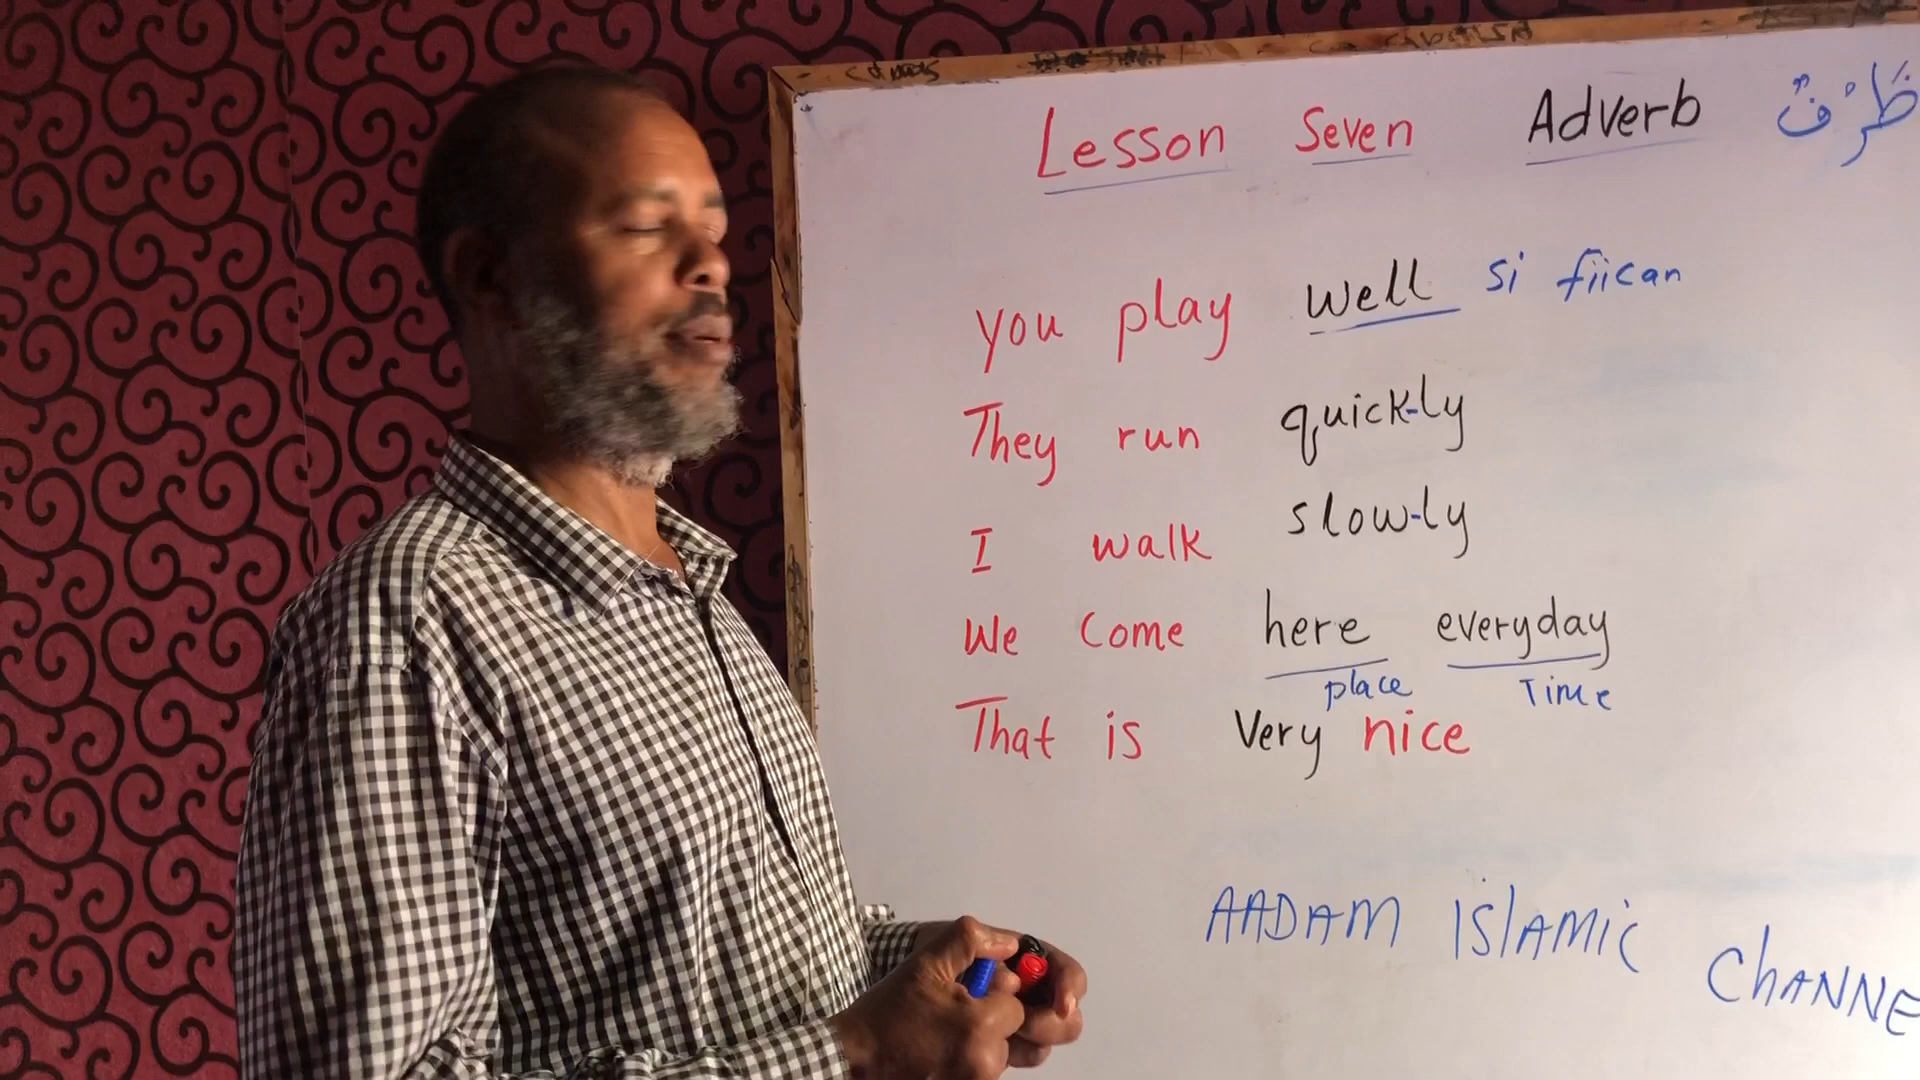 Lesson Seven Adverb ظَرْفٌ
You play well si fiican
They run quick-ly
I walk slow-ly
We come here everyday
place Time
That is Very nice
AADAM ISLAMIC CHANNE